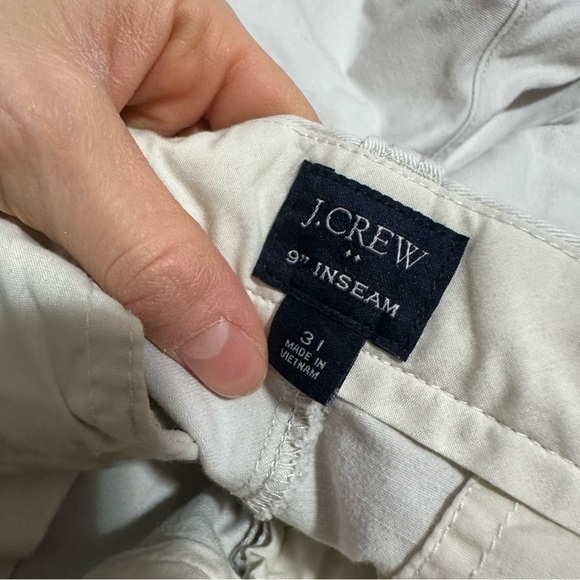 J.CREW
9" INSEAM
31
MADE IN
VIETNAM